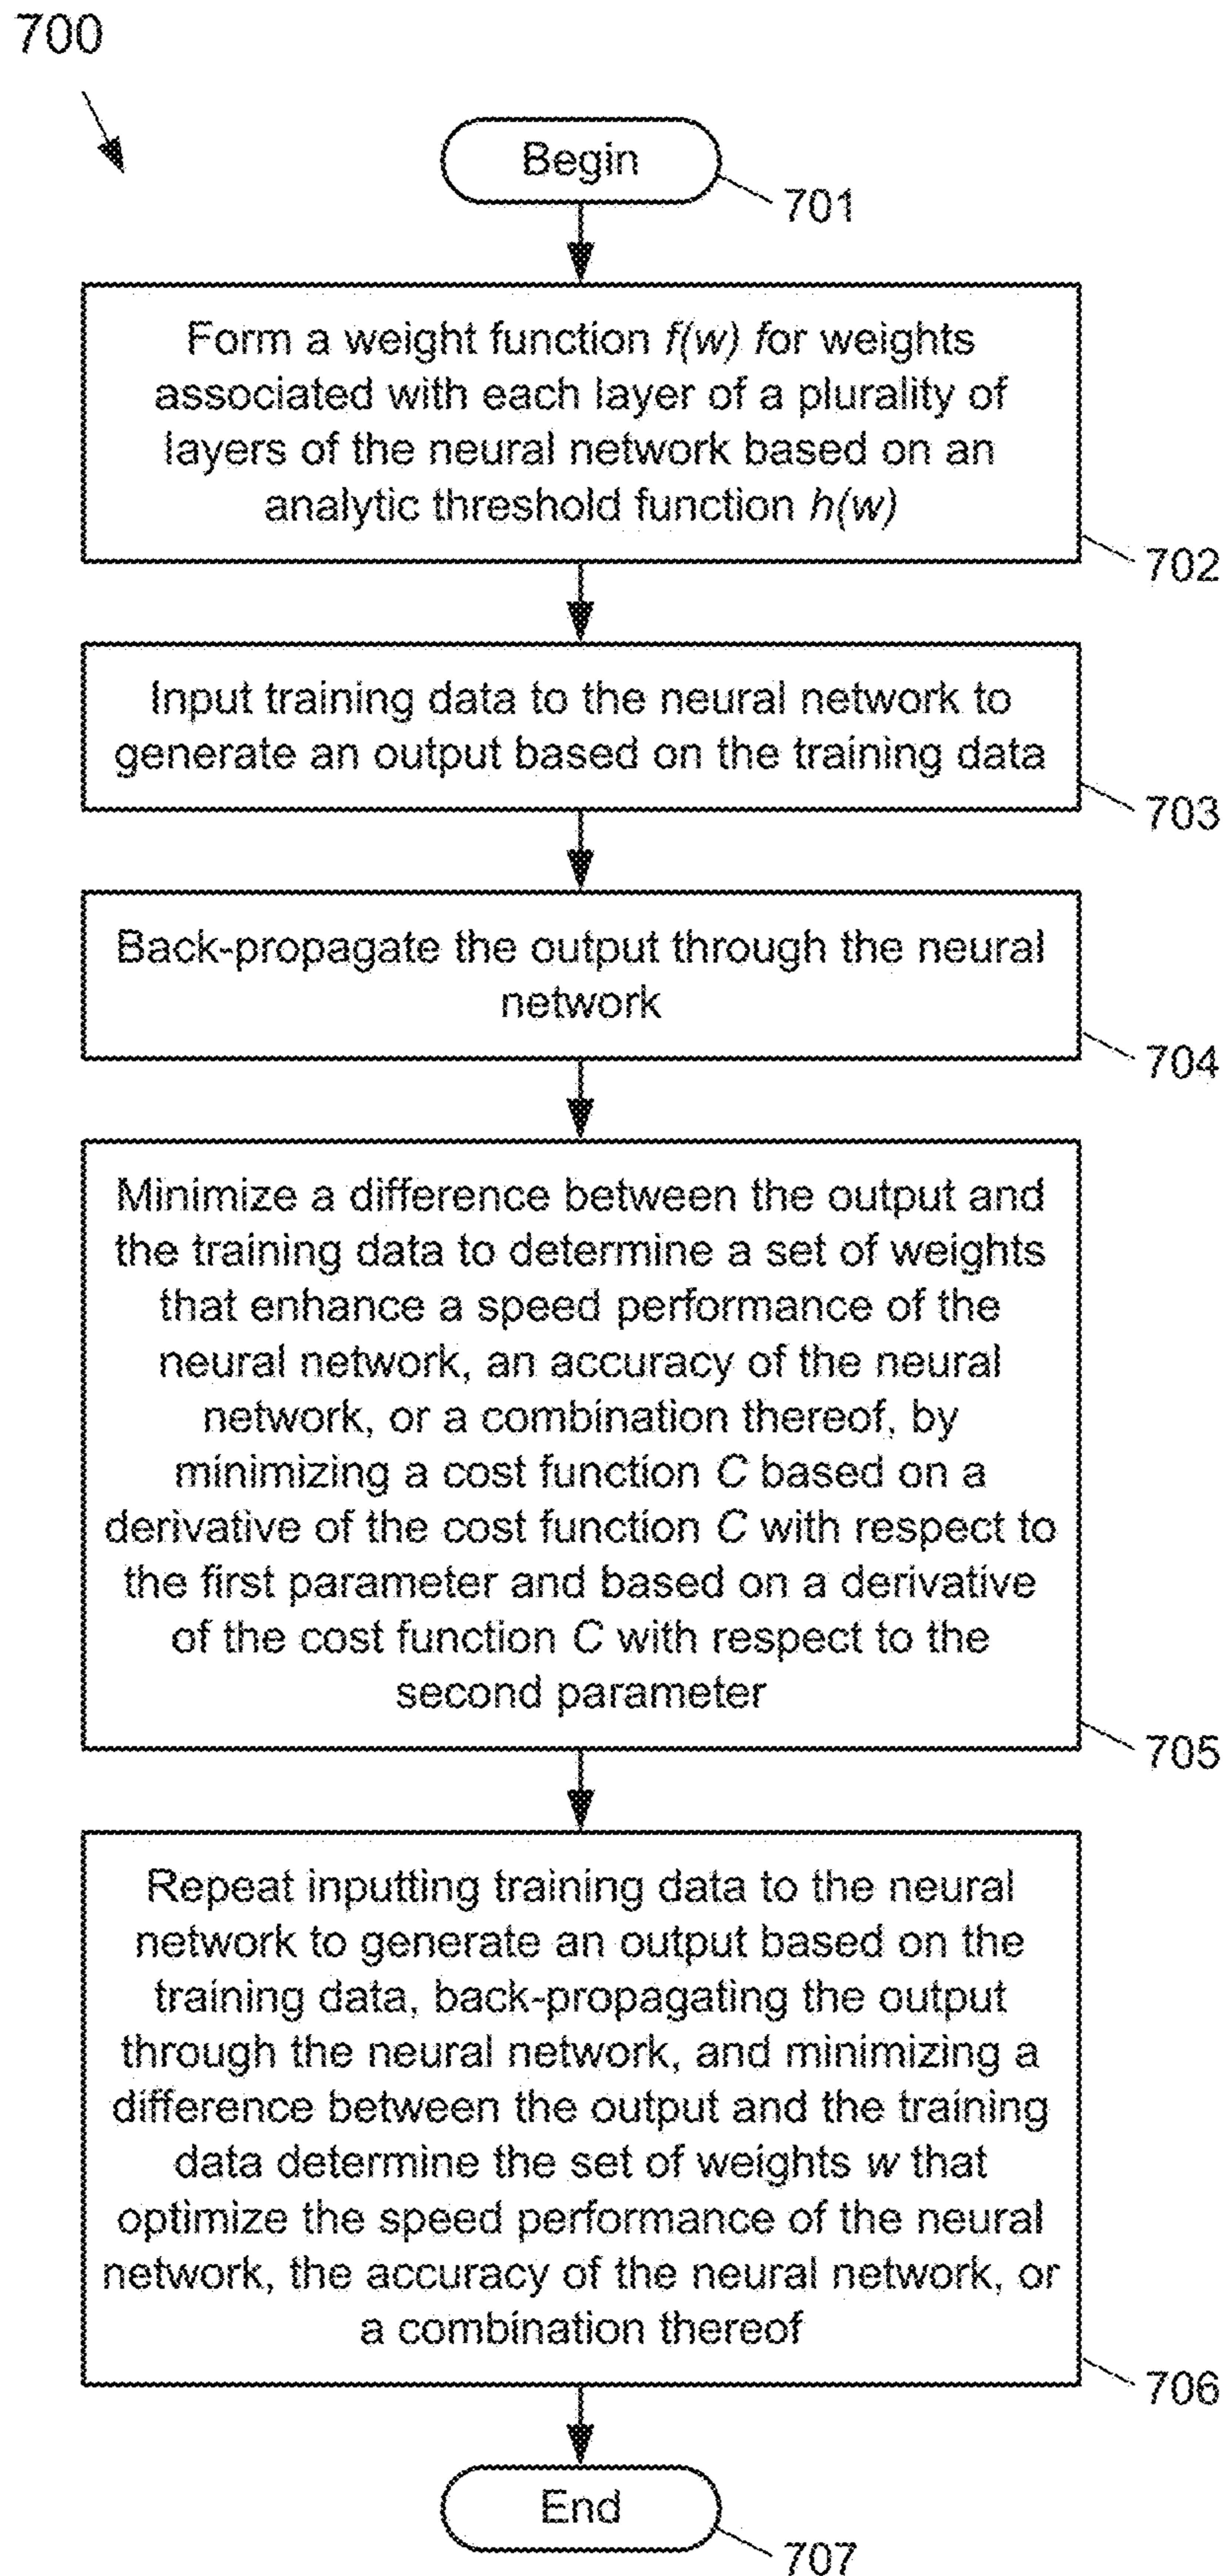 700
Begin
701
Form a weight function f(w) for weights
associated with each layer of a plurality of
layers of the neural network based on an
analytic threshold function h(w)
702
Input training data to the neural network to
generate an output based on the training data
703
Back-propagate the output through the neural
network
704
Minimize a difference between the output and
the training data to determine a set of weights
that enhance a speed performance of the
neural network, an accuracy of the neural
network, or a combination thereof, by
minimizing a cost function C based on a
derivative of the cost function C with respect to
the first parameter and based on a derivative
of the cost function C with respect to the
second parameter
705
Repeat inputting training data to the neural
network to generate an output based on the
training data, back-propagating the output
through the neural network, and minimizing a
difference between the output and the training
data determine the set of weights w that
optimize the speed performance of the neural
network, the accuracy of the neural network, or
a combination thereof
706
End
707